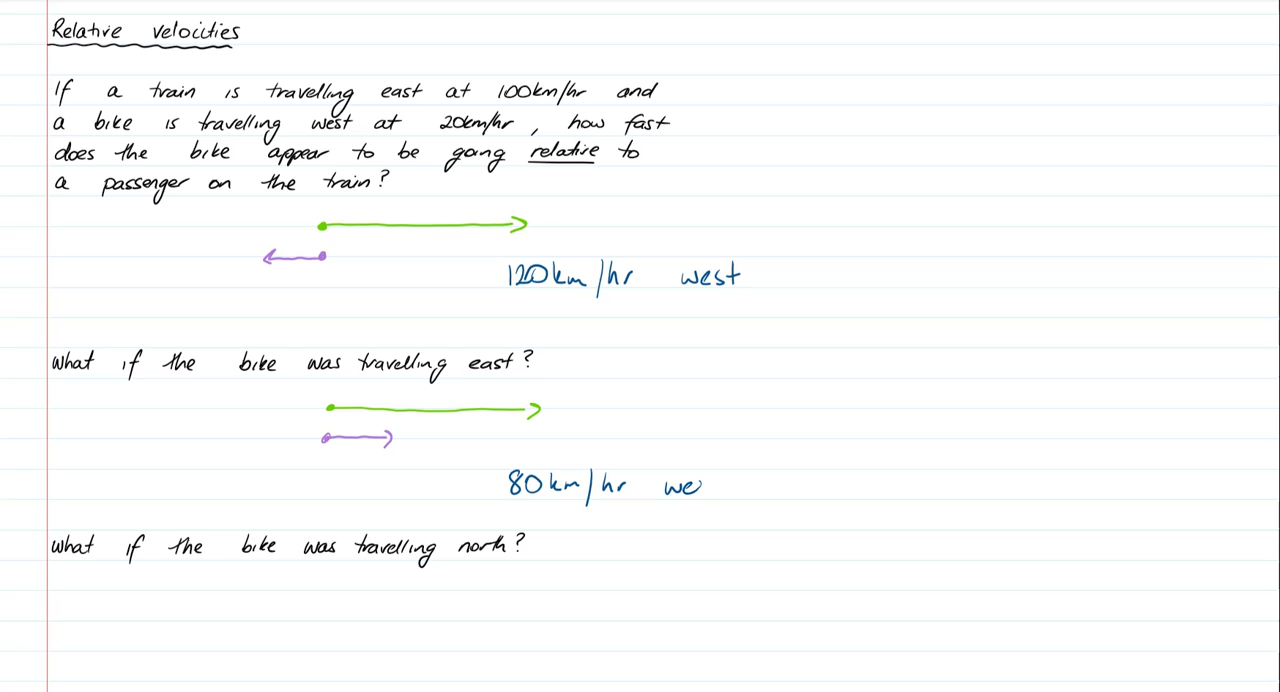 Relative velocities
If a train is travelling east at 100km/hr and
a bike is travelling west at 20km/hr, how fast
does the bike appear to be going relative to
a passenger on the train?
120km/hr west
what if the bike was travelling east?
80km/hr we
what if the bike was travelling north?